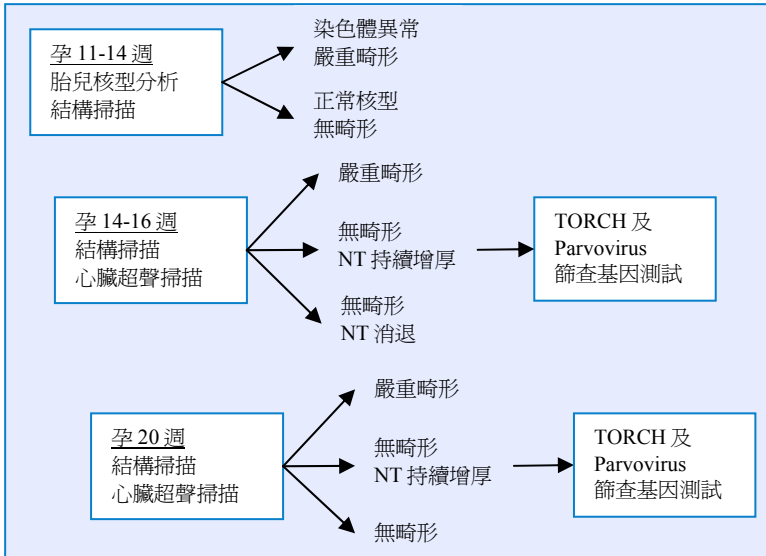 孕 11-14 週
胎兒核型分析
結構掃描
染色體異常
嚴重畸形
正常核型
無畸形
孕 14-16 週
結構掃描
心臟超聲掃描
嚴重畸形
無畸形
NT 持續增厚
無畸形
NT 消退
TORCH 及
Parvovirus
篩查基因測試
孕 20 週
結構掃描
心臟超聲掃描
嚴重畸形
無畸形
NT 持續增厚
無畸形
TORCH 及
Parvovirus
篩查基因測試